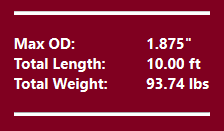 Max OD: 1.875"
Total Length: 10.00 ft
Total Weight: 93.74 lbs